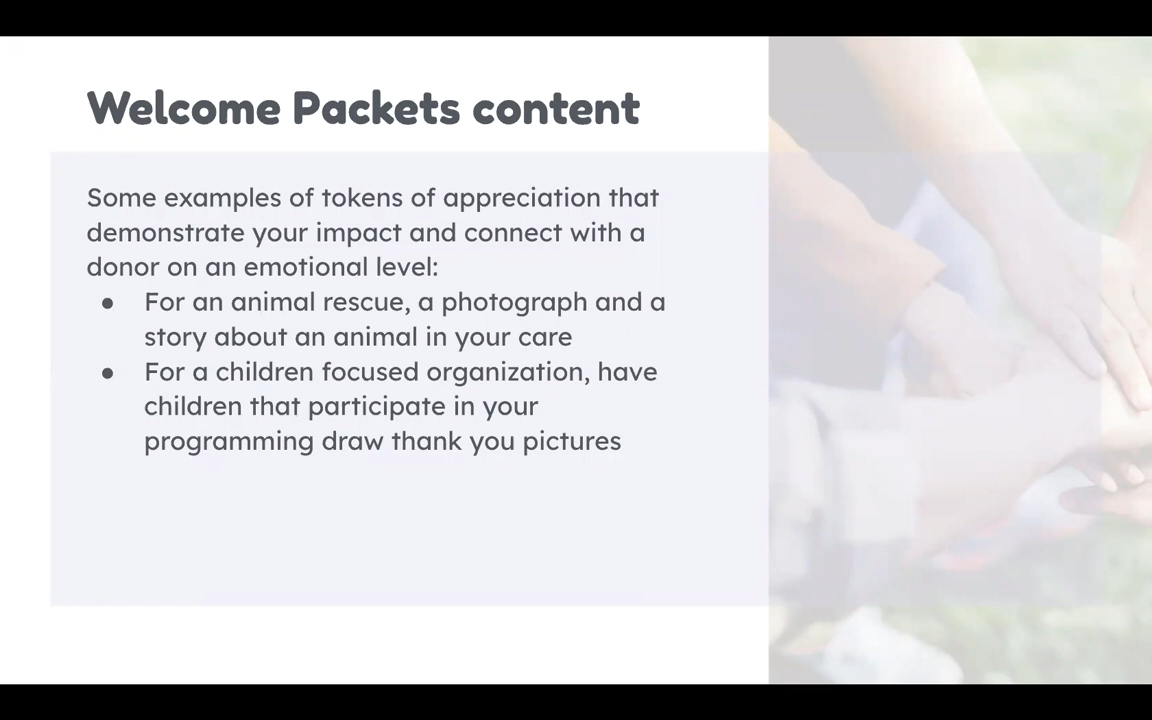 Welcome Packets content
Some examples of tokens of appreciation that
demonstrate your impact and connect with a
donor on an emotional level:
● For an animal rescue, a photograph and a
story about an animal in your care
● For a children focused organization, have
children that participate in your
programming draw thank you pictures